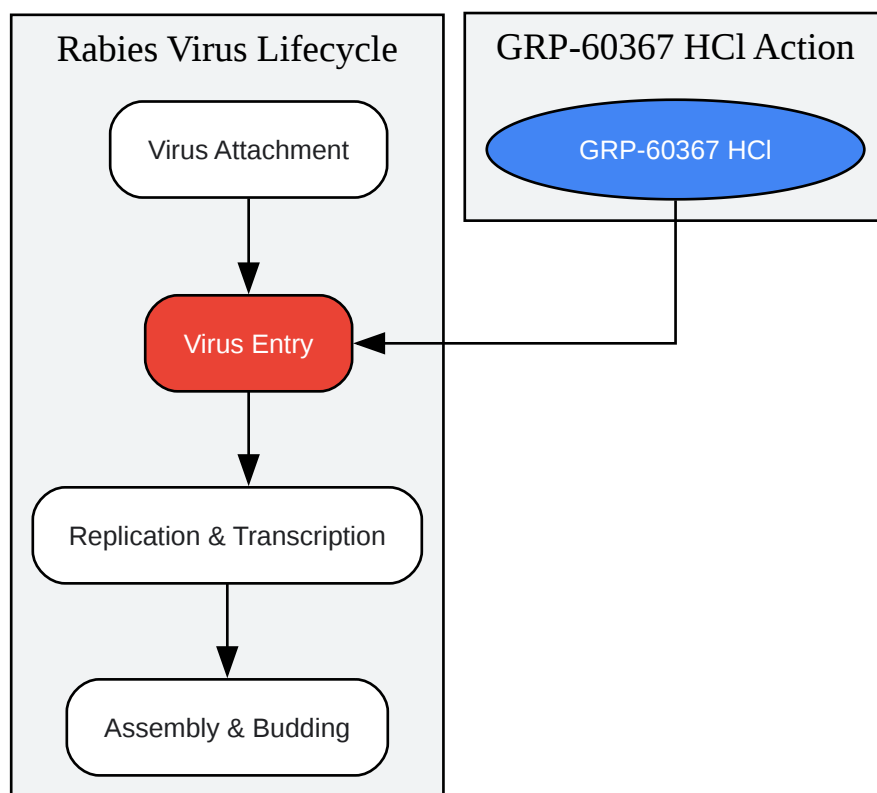 Rabies Virus Lifecycle
Virus Attachment
Virus Entry
Replication & Transcription
Assembly & Budding
GRP-60367 HCl Action
GRP-60367 HCl